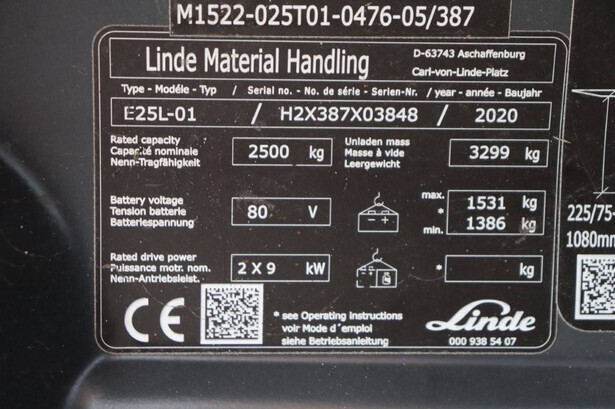 M1522-025T01-0476-05/387
Linde Material Handling
D-63743 Aschaffenburg
Carl-von-Linde-Platz
Type - Modéle - Typ / Serial no. - No. de série - Serien-Nr. / year - année - Baujahr
E25L-01 / H2X387X03848 / 2020
Rated capacity
Capacité nominale
Nenn-Tragfähigkeit
2500 kg
Unladen mass
Masse à vide
Leergewicht
3299 kg
Battery voltage
Tension batterie
Batteriespannung
80 V
max. 1531 kg
*
min. 1386 kg
Rated drive power
Puissance motr. nom.
Nenn-Antriebsleist.
2 X 9 kW
* kg
CE
* see Operating Instructions
voir Mode d'emploi
siehe Betriebsanleitung
Linde
000 938 54 07
225/75-
1080mm